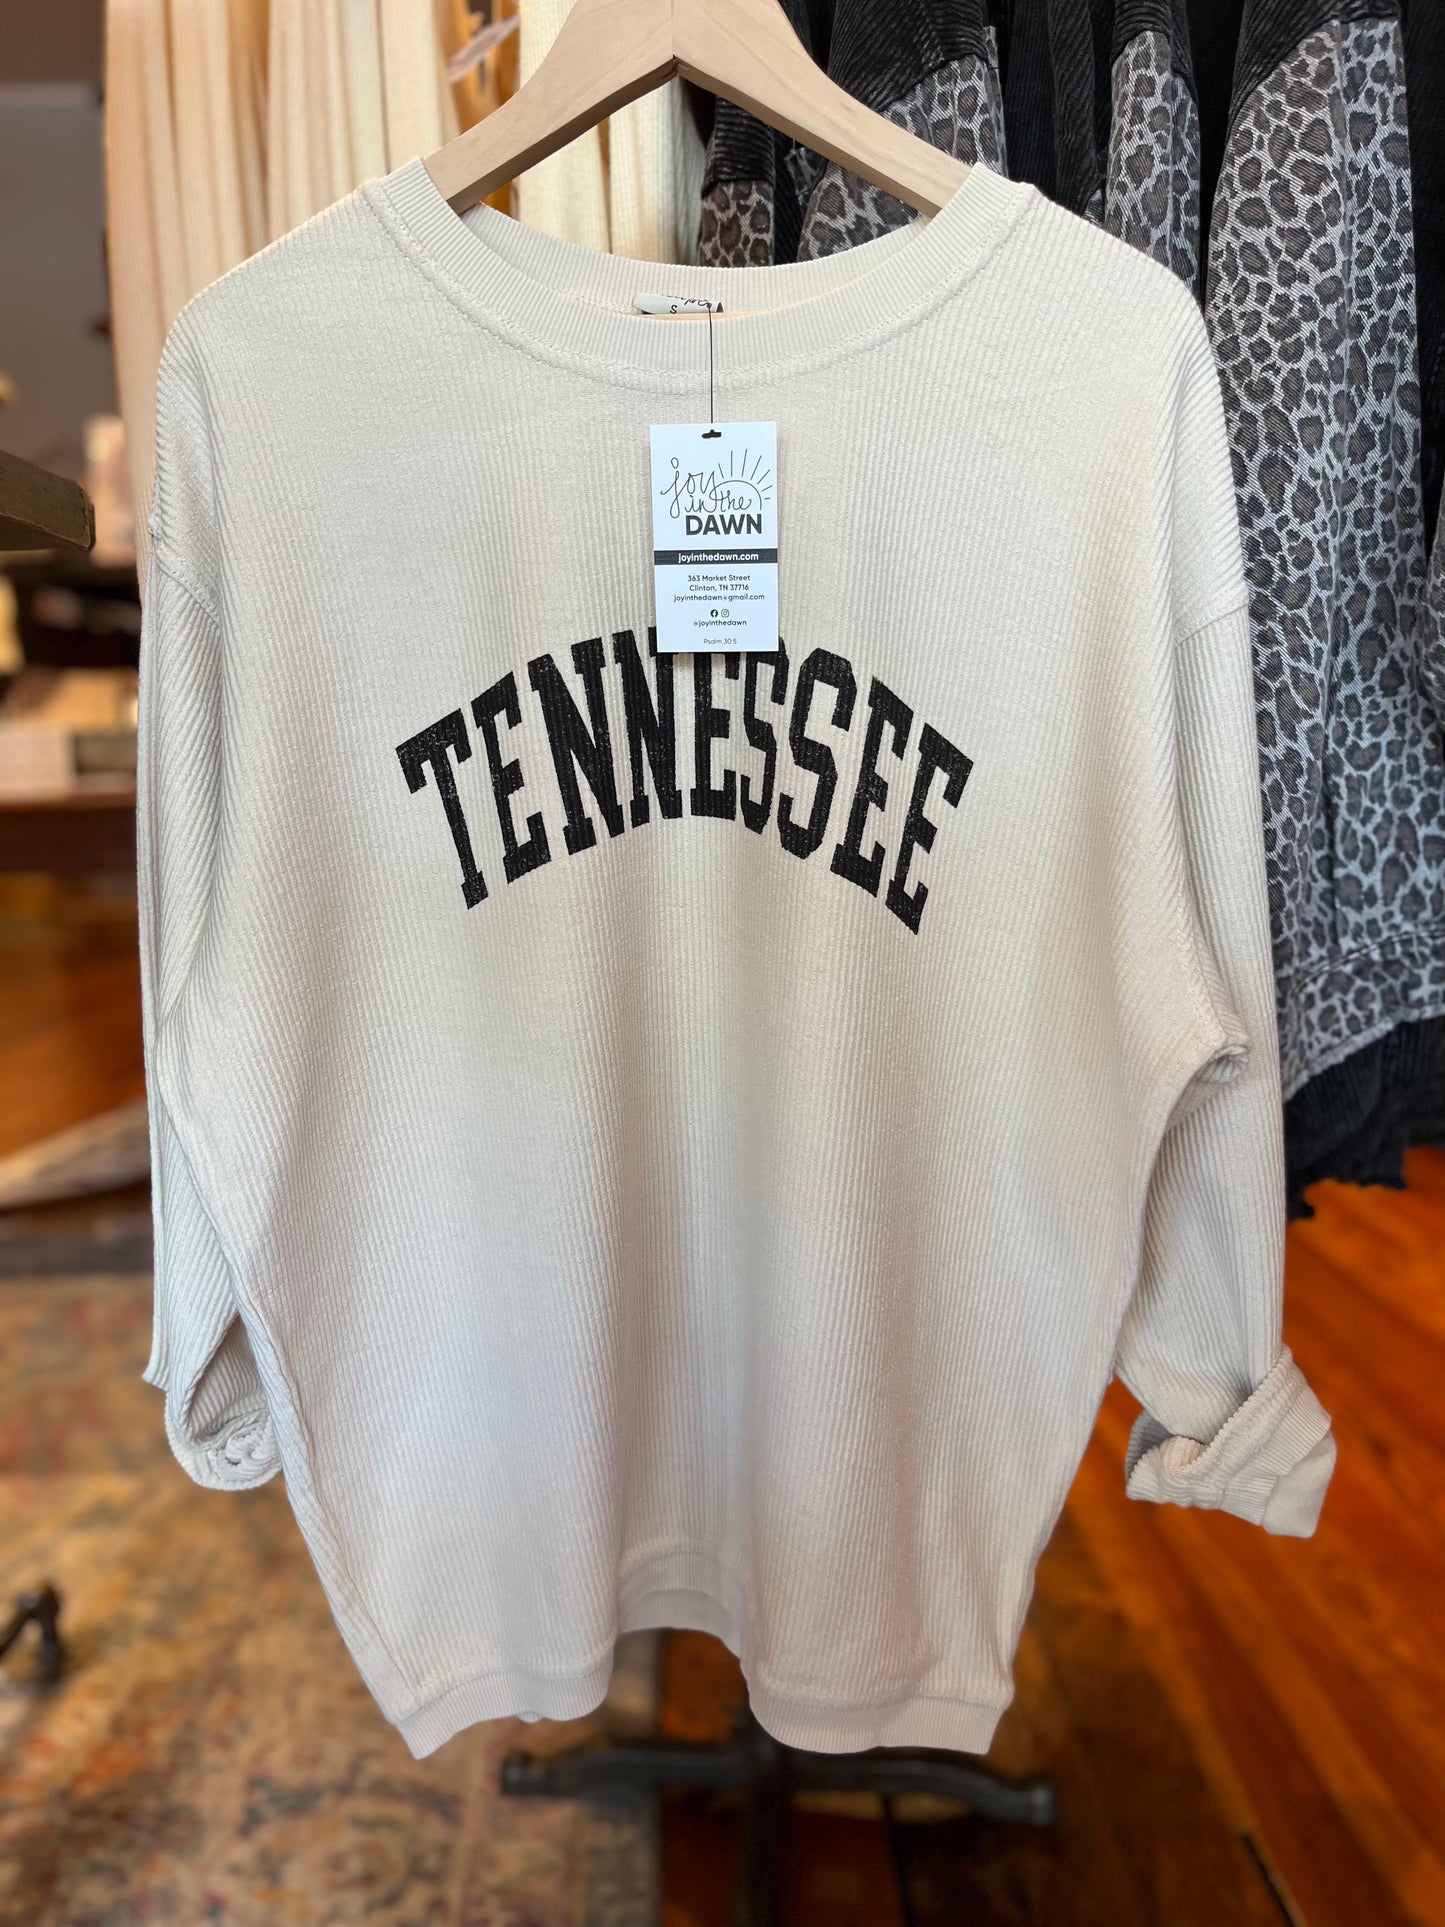 S
joy
in the
DAWN
joyinthedawn.com
363 Market Street
Clinton, TN 37716
joyinthedawn@gmail.com
@joyinthedawn
Psalm 30:5
TENNESSEE